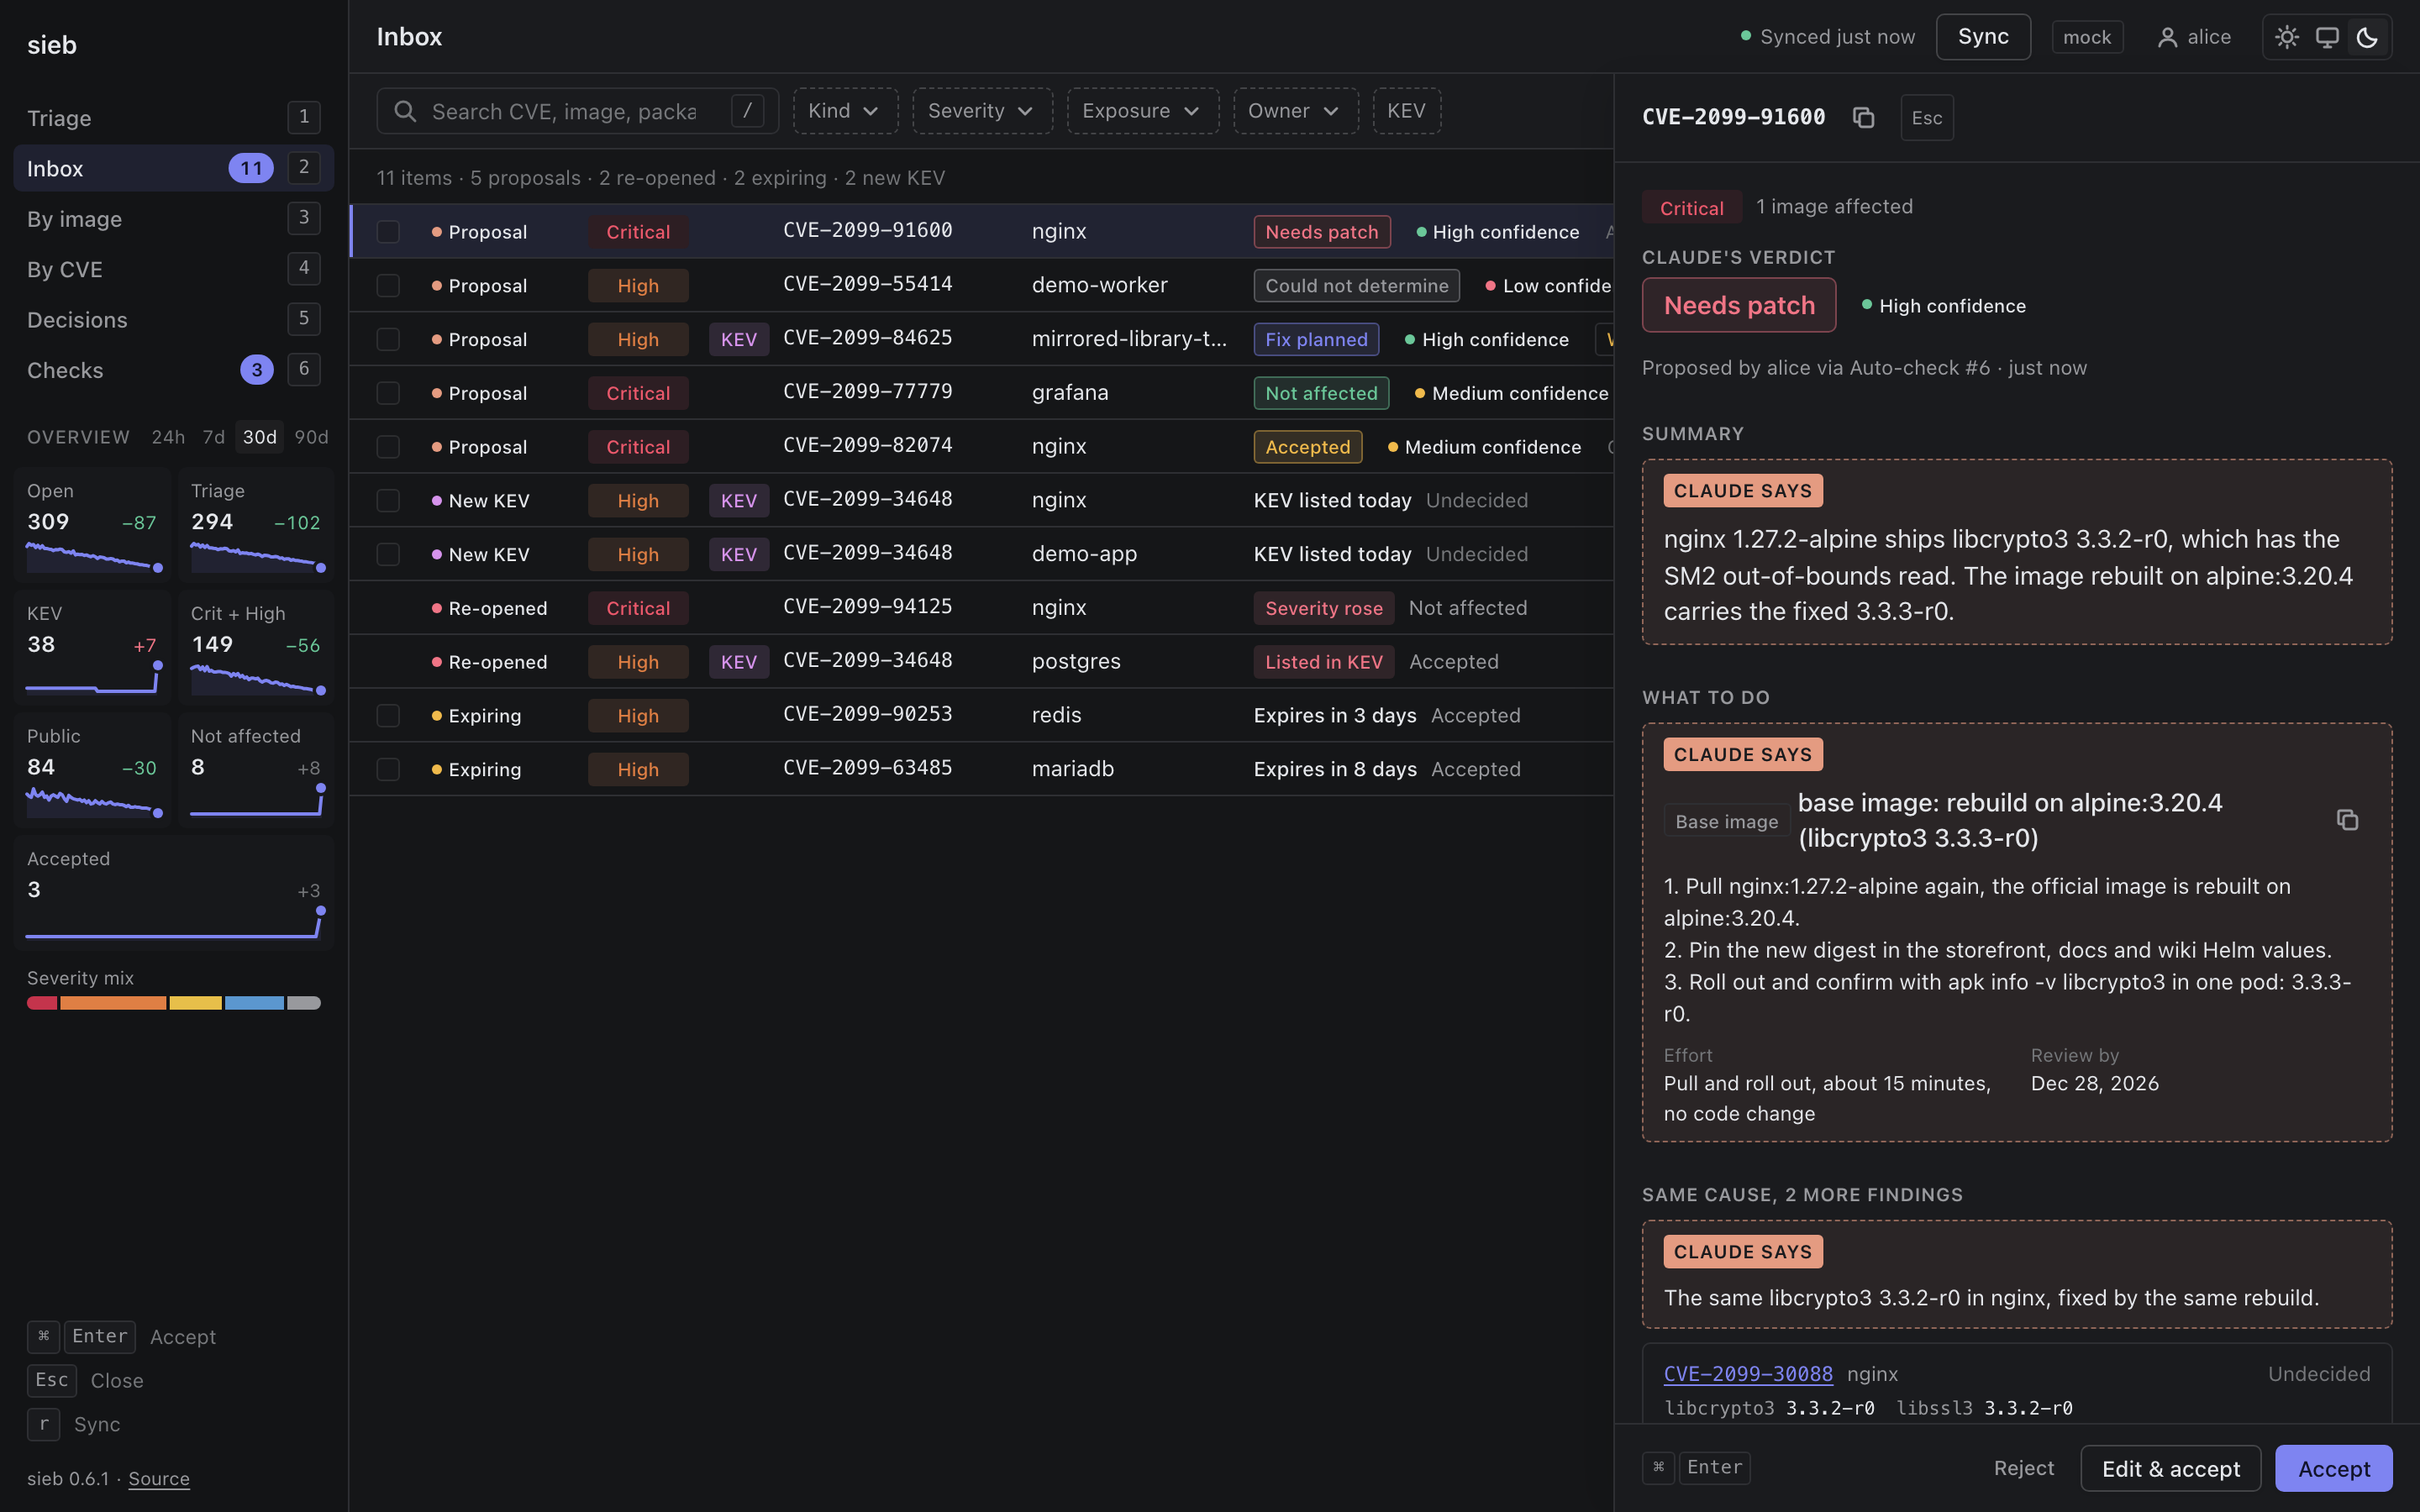 sieb
Triage 1
Inbox 11 2
By image 3
By CVE 4
Decisions 5
Checks 3 6
OVERVIEW 24h 7d 30d 90d
Open
309 −87
Triage
294 −102
KEV
38 +7
Crit + High
149 −56
Public
84 −30
Not affected
8 +8
Accepted
3 +3
Severity mix
⌘ Enter Accept
Esc Close
r Sync
sieb 0.6.1 · Source
Inbox
Synced just now Sync mock alice
Search CVE, image, packa / Kind Severity Exposure Owner KEV
11 items · 5 proposals · 2 re-opened · 2 expiring · 2 new KEV
Proposal Critical CVE-2099-91600 nginx Needs patch High confidence
Proposal High CVE-2099-55414 demo-worker Could not determine Low confide
Proposal High KEV CVE-2099-84625 mirrored-library-t... Fix planned High confidence
Proposal Critical CVE-2099-77779 grafana Not affected Medium confidence
Proposal Critical CVE-2099-82074 nginx Accepted Medium confidence
New KEV High KEV CVE-2099-34648 nginx KEV listed today Undecided
New KEV High KEV CVE-2099-34648 demo-app KEV listed today Undecided
Re-opened Critical CVE-2099-94125 nginx Severity rose Not affected
Re-opened High KEV CVE-2099-34648 postgres Listed in KEV Accepted
Expiring High CVE-2099-90253 redis Expires in 3 days Accepted
Expiring High CVE-2099-63485 mariadb Expires in 8 days Accepted
CVE-2099-91600 Esc
Critical 1 image affected
CLAUDE'S VERDICT
Needs patch High confidence
Proposed by alice via Auto-check #6 · just now
SUMMARY
CLAUDE SAYS
nginx 1.27.2-alpine ships libcrypto3 3.3.2-r0, which has the
SM2 out-of-bounds read. The image rebuilt on alpine:3.20.4
carries the fixed 3.3.3-r0.
WHAT TO DO
CLAUDE SAYS
Base image base image: rebuild on alpine:3.20.4
(libcrypto3 3.3.3-r0)
1. Pull nginx:1.27.2-alpine again, the official image is rebuilt on
alpine:3.20.4.
2. Pin the new digest in the storefront, docs and wiki Helm values.
3. Roll out and confirm with apk info -v libcrypto3 in one pod: 3.3.3-
r0.
Effort
Pull and roll out, about 15 minutes,
no code change
Review by
Dec 28, 2026
SAME CAUSE, 2 MORE FINDINGS
CLAUDE SAYS
The same libcrypto3 3.3.2-r0 in nginx, fixed by the same rebuild.
CVE-2099-30088 nginx Undecided
libcrypto3 3.3.2-r0 libssl3 3.3.2-r0
⌘ Enter Reject Edit & accept Accept